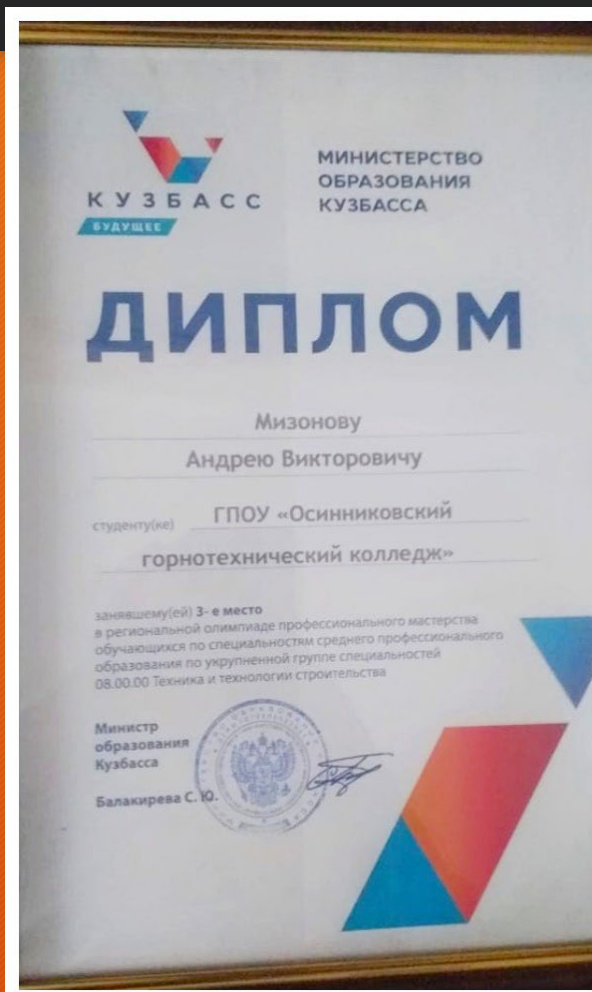 КУЗБАСС
БУДУЩЕЕ
МИНИСТЕРСТВО
ОБРАЗОВАНИЯ
КУЗБАССА
ДИПЛОМ
Мизонову
Андрею Викторовичу
студенту(ке) ГПОУ «Осинниковский
горнотехнический колледж»
занявшему(ей) 3- е место
в региональной олимпиаде профессионального мастерства
обучающихся по специальностям среднего профессионального
образования по укрупненной группе специальностей
08.00.00 Техника и технологии строительства
Министр
образования
Кузбасса
Балакирева С. Ю.